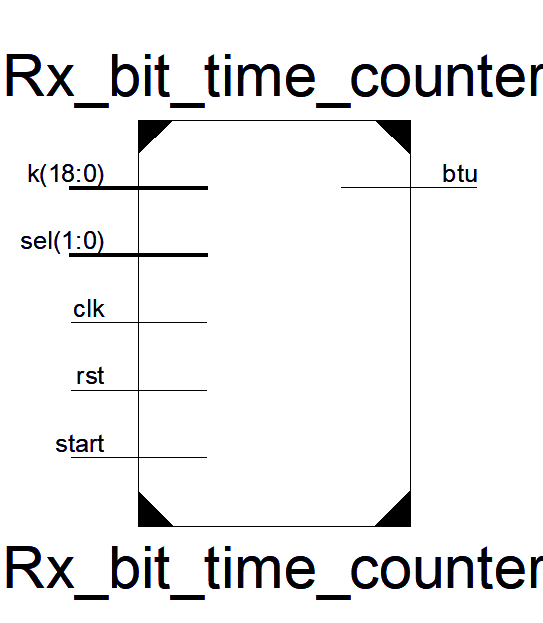 Rx_bit_time_counter
k(18:0)
btu
sel(1:0)
clk
rst
start
Rx_bit_time_counter